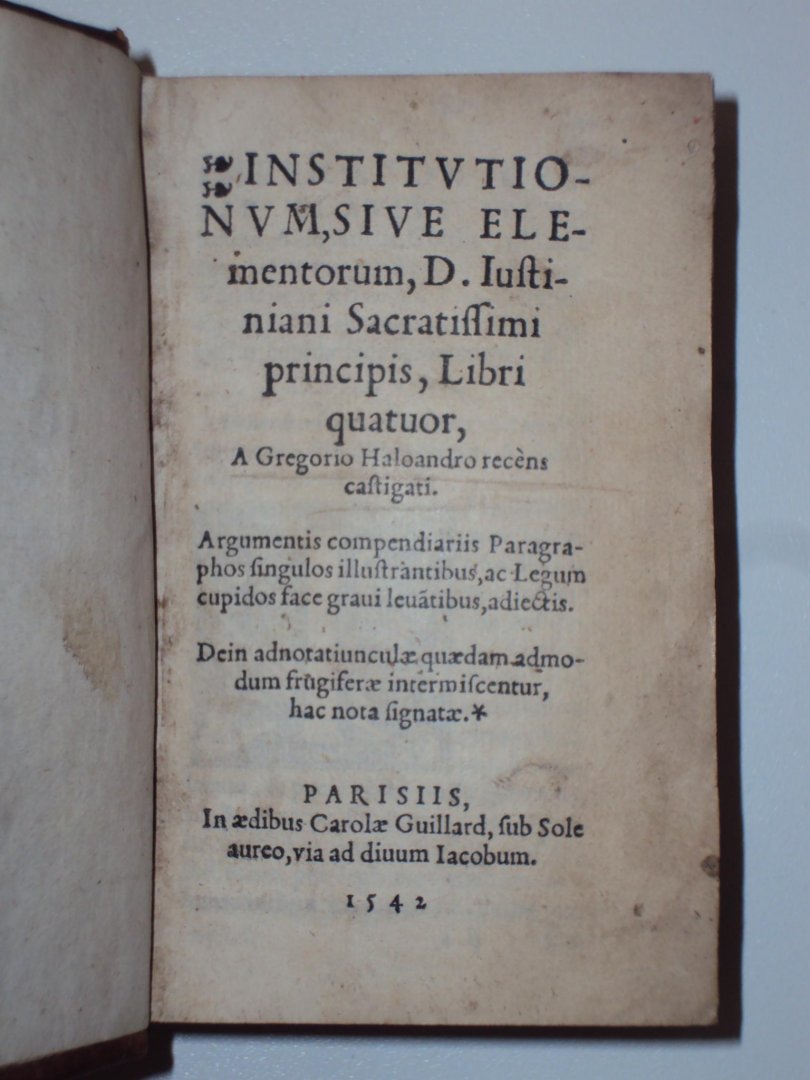 ❧INSTITVTIO-
❧NVM, SIVE ELE-
mentorum, D. Iuſti-
niani Sacratiſſimi
principis, Libri
quatuor,
A Gregorio Haloandro recèns
caſtigati.
Argumentis compendiariis Paragra-
phos ſingulos illuſtrantibus, ac Legum
cupidos face graui leuātibus, adiectis.
Dein adnotatiunculæ quædam admo-
dum frugiferæ intermiſcentur,
hac nota ſignatæ.*
PARISIIS,
In ædibus Carolæ Guillard, ſub Sole
aureo, via ad diuum Iacobum.
1542